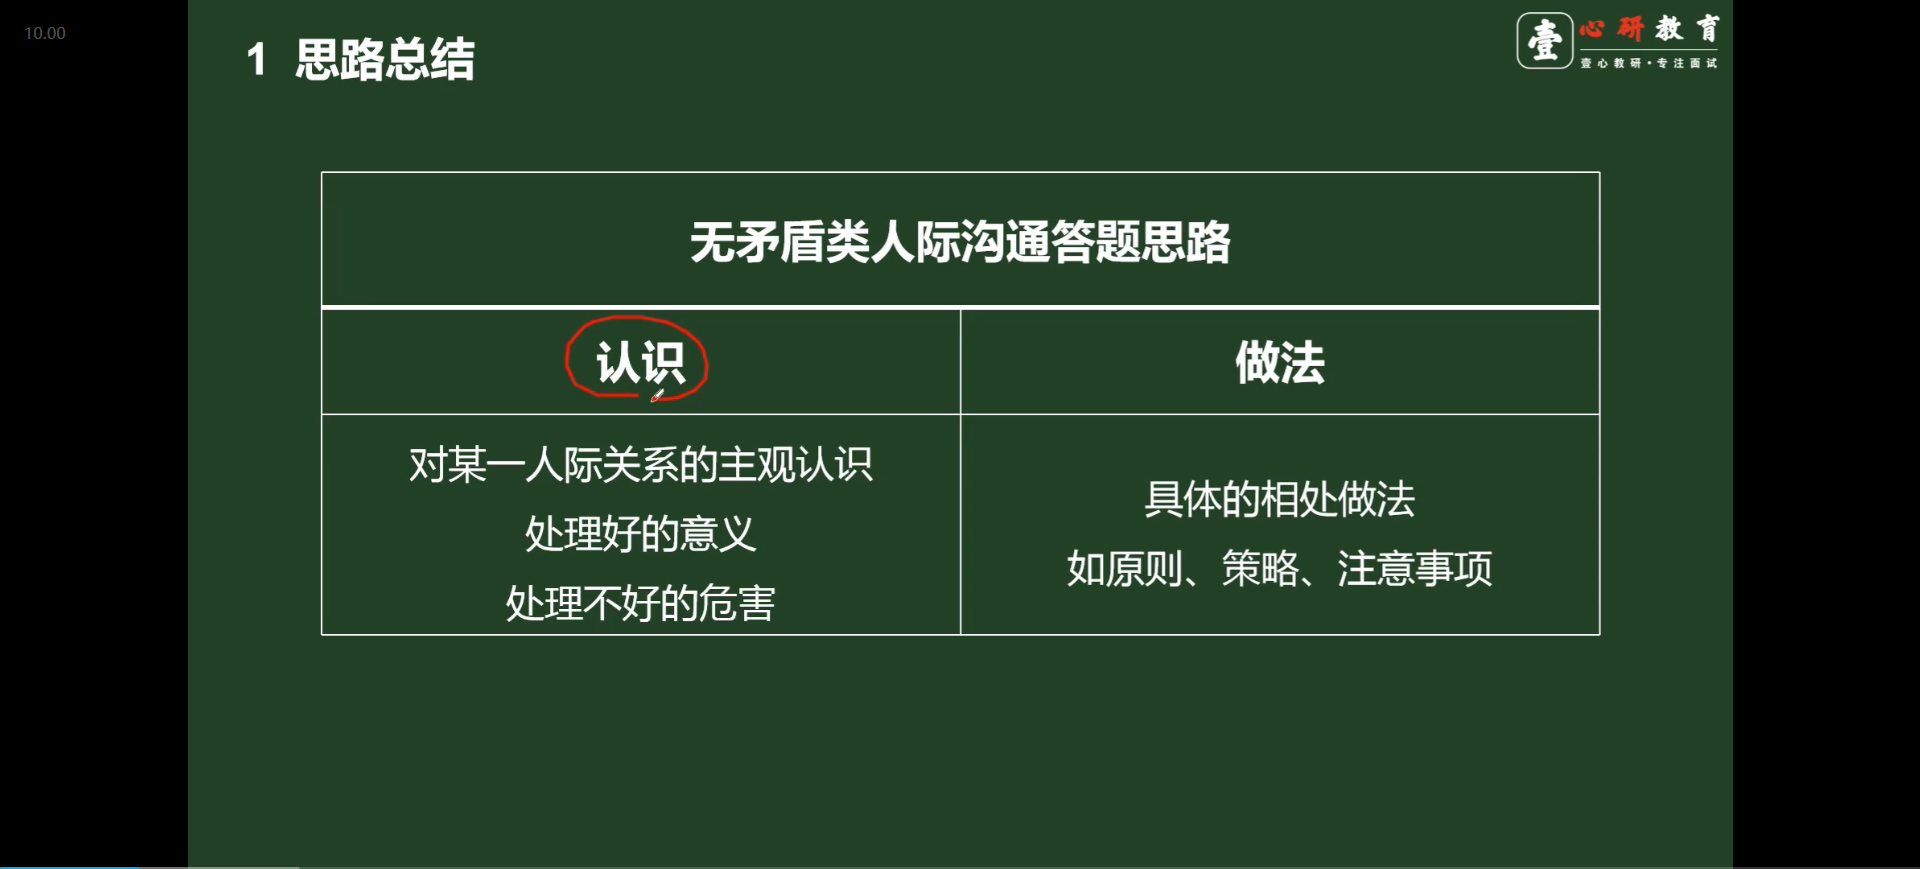 10.00
1 思路总结
壹 心研教育
壹心教研•专注面试
无矛盾类人际沟通答题思路
认识
做法
对某一人际关系的主观认识
处理好的意义
处理不好的危害
具体的相处做法
如原则、策略、注意事项